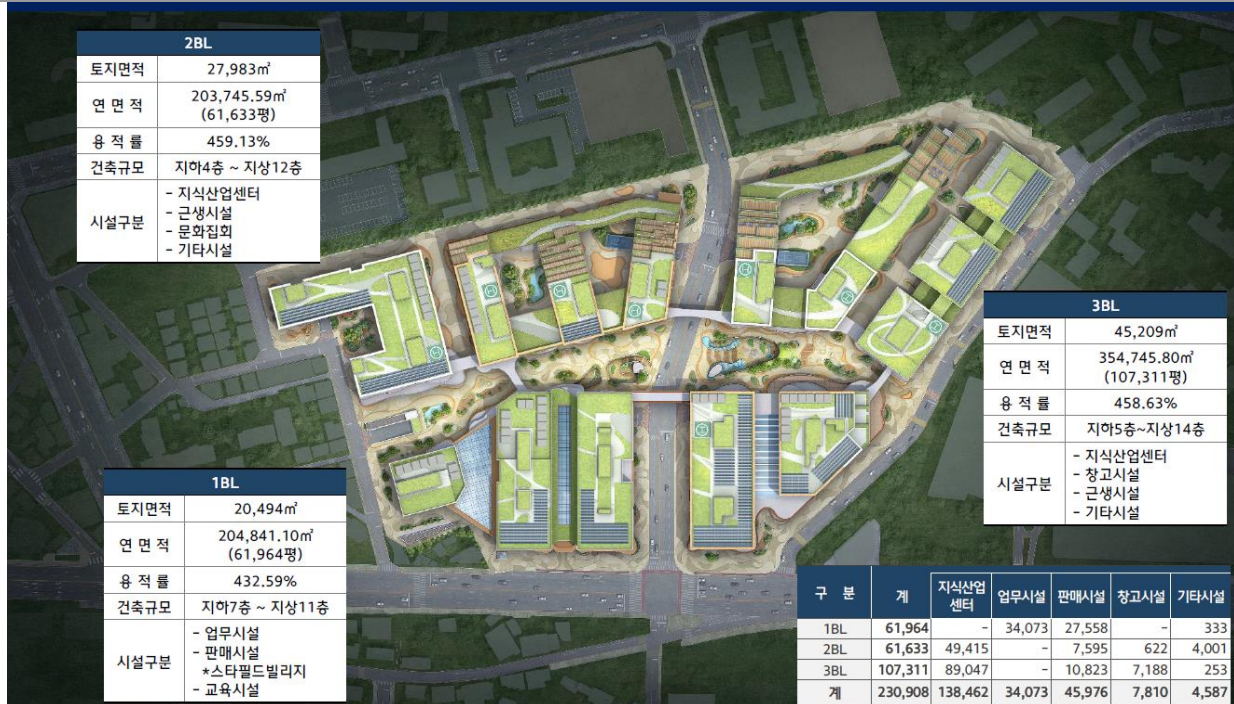 2BL
토지면적 27,983㎡
연 면 적 203,745.59㎡
(61,633평)
용 적 률 459.13%
건축규모 지하4층 ~ 지상12층
시설구분 - 지식산업센터
- 근생시설
- 문화집회
- 기타시설
3BL
토지면적 45,209㎡
연 면 적 354,745.80㎡
(107,311평)
용 적 률 458.63%
건축규모 지하5층~지상14층
시설구분 - 지식산업센터
- 창고시설
- 근생시설
- 기타시설
1BL
토지면적 20,494㎡
연 면 적 204,841.10㎡
(61,964평)
용 적 률 432.59%
건축규모 지하7층 ~ 지상11층
시설구분 - 업무시설
- 판매시설
*스타필드빌리지
- 교육시설
구 분 계 지식산업센터 업무시설 판매시설 창고시설 기타시설
1BL 61,964 - 34,073 27,558 - 333
2BL 61,633 49,415 - 7,595 622 4,001
3BL 107,311 89,047 - 10,823 7,188 253
계 230,908 138,462 34,073 45,976 7,810 4,587